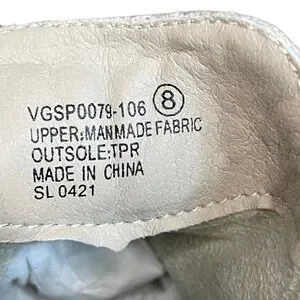 VGSP0079-106 8
UPPER:MANMADE FABRIC
OUTSOLE:TPR
MADE IN CHINA
SL 0421